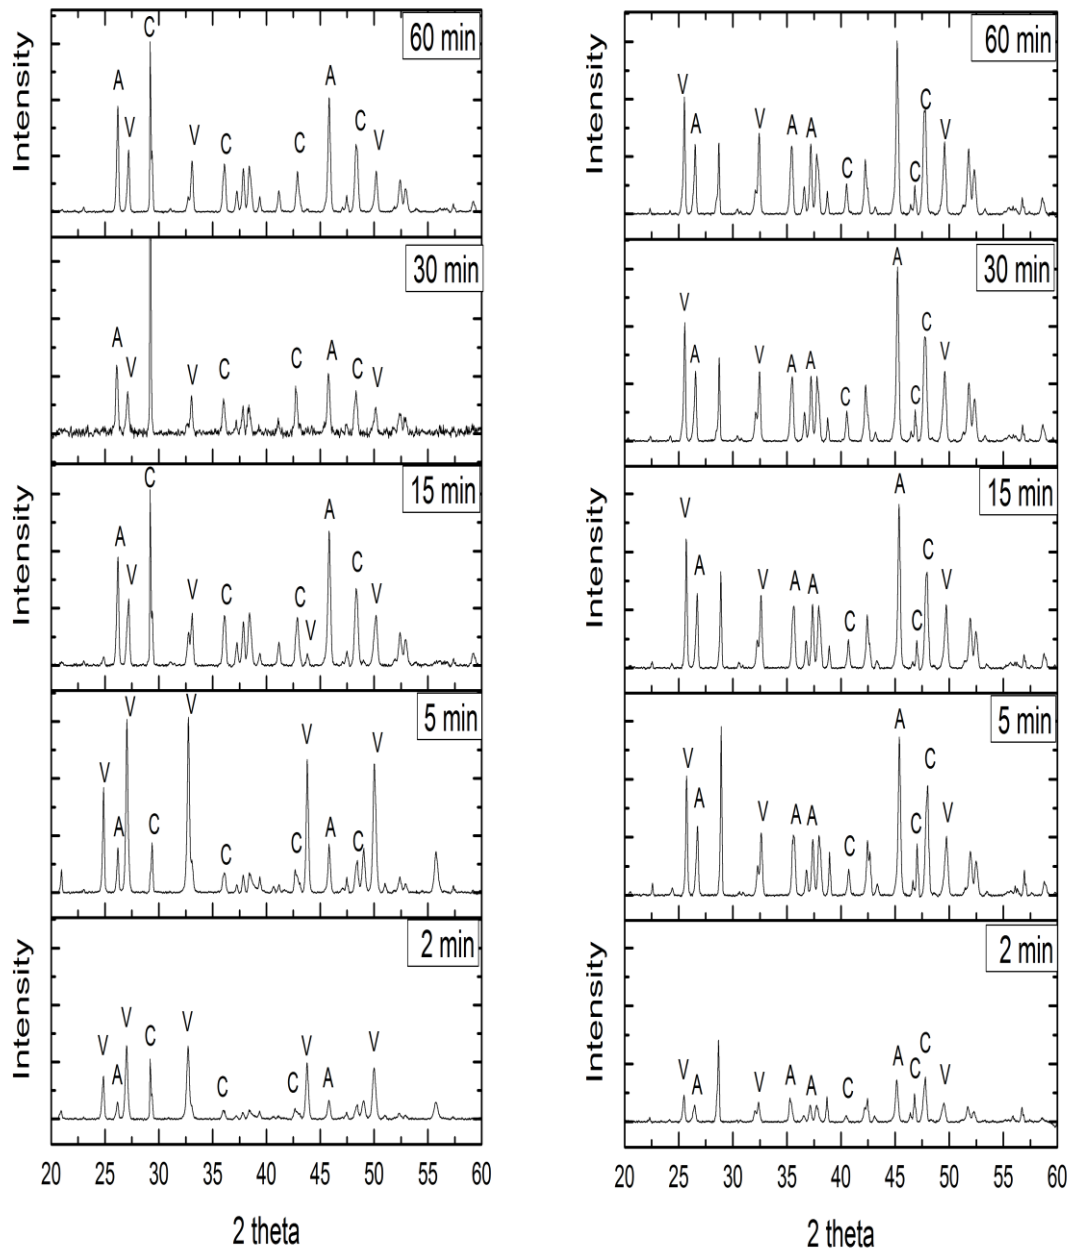 60 min
Intensity
A V C V C C A C V
30 min
A V V C C A C V
15 min
Intensity
A V C V C C V A C V
5 min
V A V C V C C V A C V
2 min
Intensity
V A V C V C C V A V
20 25 30 35 40 45 50 55 60
2 theta
60 min
Intensity
V A V A A C C C V
30 min
V A V A A C A C C V
15 min
Intensity
V A V A A C A C C V
5 min
V A V A A C A C C V
2 min
Intensity
V A V A A C A C C V
20 25 30 35 40 45 50 55 60
2 theta